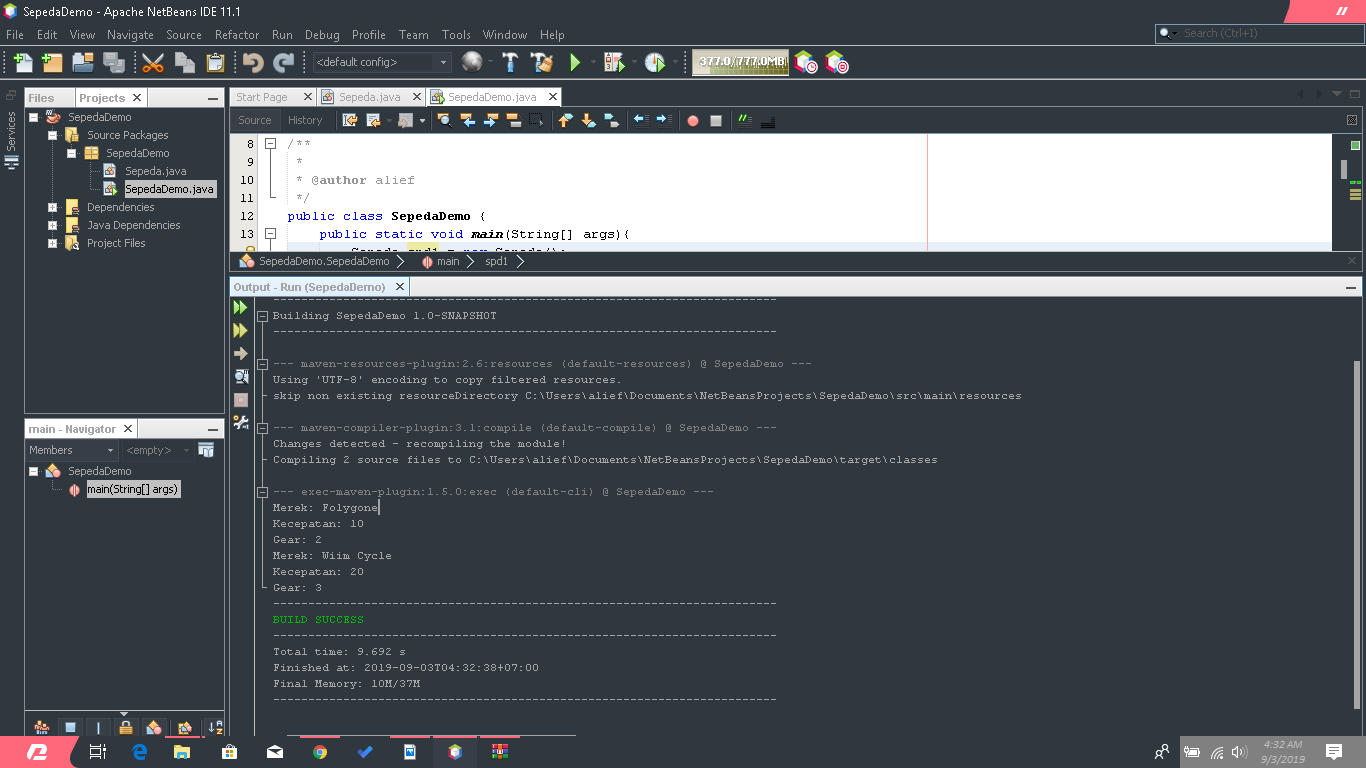 SepedaDemo - Apache NetBeans IDE 11.1
File Edit View Navigate Source Refactor Run Debug Profile Team Tools Window Help
Search (Ctrl+I)
<default config>
377.0/777.0MB
Services
Files Projects
SepedaDemo
Source Packages
SepedaDemo
Sepeda.java
SepedaDemo.java
Dependencies
Java Dependencies
Project Files
Start Page Sepeda.java SepedaDemo.java
Source History
8 /**
9 *
10 * @author alief
11 */
12 public class SepedaDemo {
13 public static void main(String[] args){
Sepeda spd1 = new Sepeda();
SepedaDemo.SepedaDemo main spd1
Output - Run (SepedaDemo)
------------------------------------------------------------------------
Building SepedaDemo 1.0-SNAPSHOT
------------------------------------------------------------------------
--- maven-resources-plugin:2.6:resources (default-resources) @ SepedaDemo ---
Using 'UTF-8' encoding to copy filtered resources.
skip non existing resourceDirectory C:\Users\alief\Documents\NetBeansProjects\SepedaDemo\src\main\resources
--- maven-compiler-plugin:3.1:compile (default-compile) @ SepedaDemo ---
Changes detected - recompiling the module!
Compiling 2 source files to C:\Users\alief\Documents\NetBeansProjects\SepedaDemo\target\classes
--- exec-maven-plugin:1.5.0:exec (default-cli) @ SepedaDemo ---
Merek: Folygone
Kecepatan: 10
Gear: 2
Merek: Wiim Cycle
Kecepatan: 20
Gear: 3
------------------------------------------------------------------------
BUILD SUCCESS
------------------------------------------------------------------------
Total time: 9.692 s
Finished at: 2019-09-03T04:32:38+07:00
Final Memory: 10M/37M
------------------------------------------------------------------------
main - Navigator
Members <empty>
SepedaDemo
main(String[] args)
4:32 AM
9/3/2019